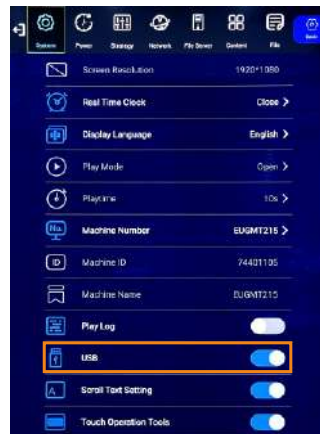 System Power Strategy Network File Server Content File
Screen Resolution 1920*1080
Real Time Clock Close >
Display Language English >
Play Mode Open >
Playtime 10s >
Machine Number EUGMT215 >
Machine ID 74401105
Machine Name EUGMT215
Play Log
USB
Scroll Text Setting
Touch Operation Tools